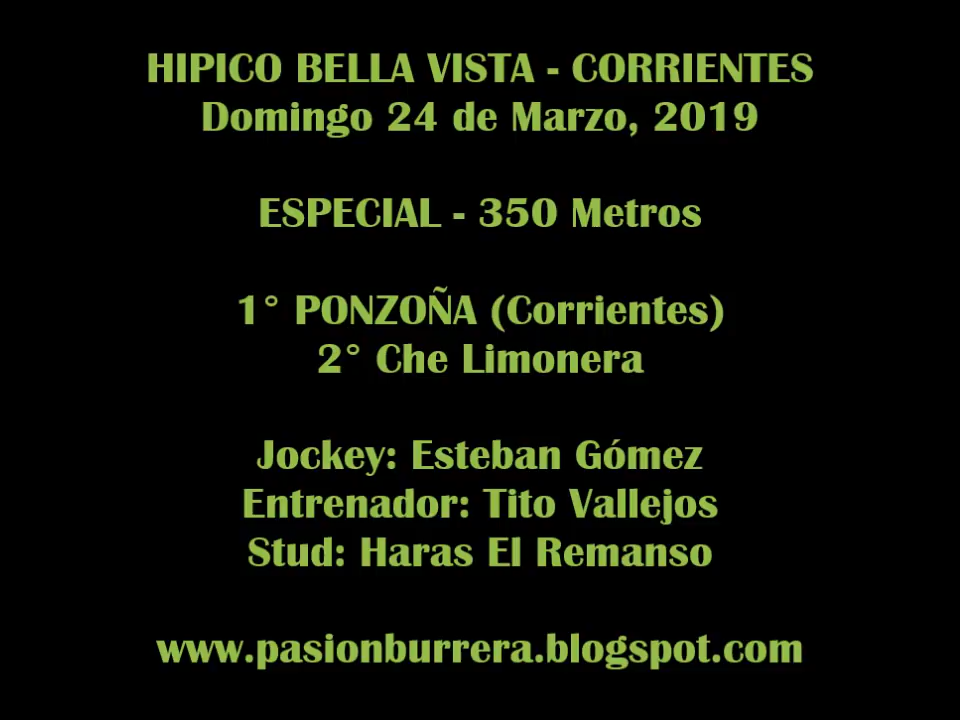 HIPICO BELLA VISTA - CORRIENTES
Domingo 24 de Marzo, 2019
ESPECIAL - 350 Metros
1° PONZOÑA (Corrientes)
2° Che Limonera
Jockey: Esteban Gómez
Entrenador: Tito Vallejos
Stud: Haras El Remanso
www.pasionburrera.blogspot.com